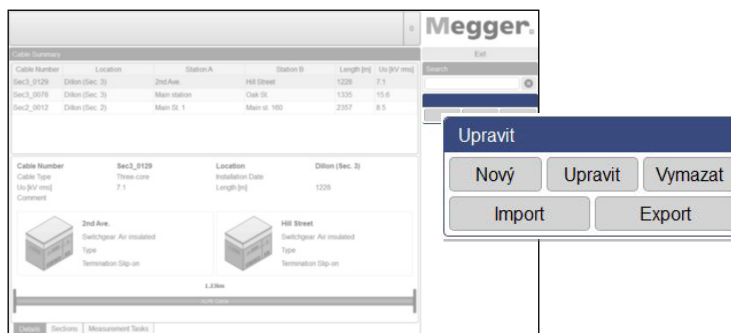 0
Megger.
Exit
Cable Summary
Cable Number Location Station A Station B Length [m] Uo [kV rms]
Search
Sec3_0129 Dillon (Sec. 3) 2nd Ave. Hill Street 1228 7.1
Sec3_0078 Dillon (Sec. 3) Main station Oak St. 1335 15.6
Sec2_0012 Dillon (Sec. 2) Main St. 1 Main st. 160 2357 8.5
Upravit
Nový Upravit Vymazat
Import Export
Cable Number Sec3_0129 Location Dillon (Sec. 3)
Cable Type Three-core Installation Date
Uo [kV rms] 7.1 Length [m] 1228
Comment
2nd Ave. Hill Street
Switchgear Air insulated Switchgear Air insulated
Type Type
Termination Slip-on Termination Slip-on
Details Sections Measurement Tasks